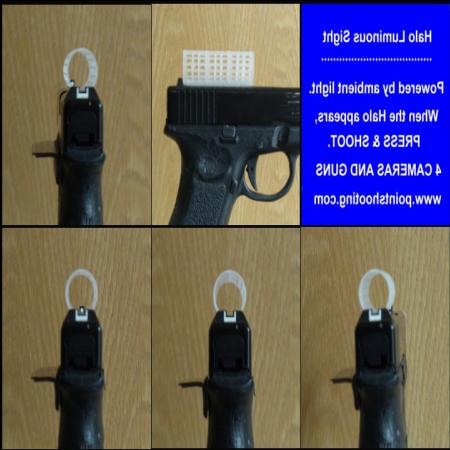 Halo Luminous Sight
Powered by ambient light.
When the Halo appears,
PRESS & SHOOT.
4 CAMERAS AND GUNS
www.pointshooting.com